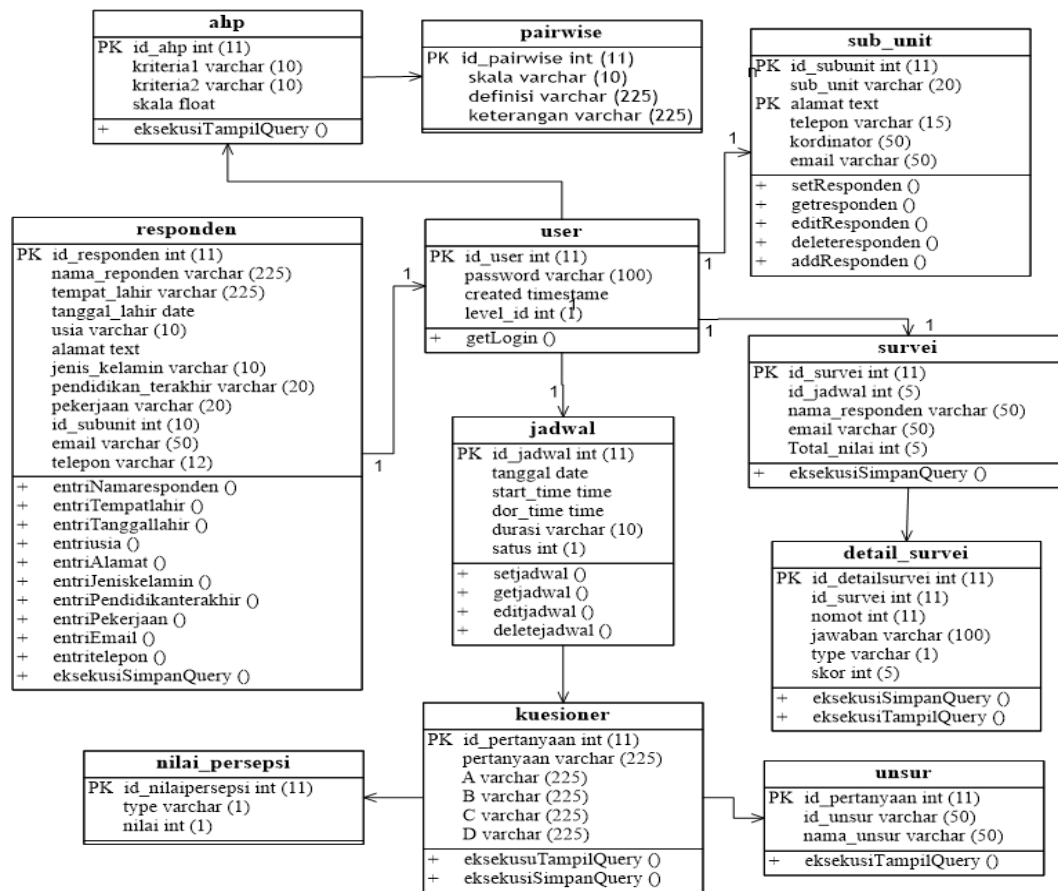 ahp
PK id_ahp int (11)
kriteria1 varchar (10)
kriteria2 varchar (10)
skala float
+ eksekusiTampilQuery ()
pairwise
PK id_pairwise int (11)
skala varchar (10)
definisi varchar (225)
keterangan varchar (225)
sub_unit
PK id_subunit int (11)
n
sub_unit varchar (20)
PK alamat text
telepon varchar (15)
kordinator (50)
email varchar (50)
+ setResponden ()
+ getresponden ()
+ editResponden ()
+ deleteresponden ()
+ addResponden ()
1
1
responden
PK id_responden int (11)
nama_reponden varchar (225)
tempat_lahir varchar (225)
tanggal_lahir date
usia varchar (10)
alamat text
jenis_kelamin varchar (10)
pendidikan_terakhir varchar (20)
pekerjaan varchar (20)
id_subunit int (10)
email varchar (50)
telepon varchar (12)
+ entriNamaresponden ()
+ entriTempatlahir ()
+ entriTanggallahir ()
+ entriusia ()
+ entriAlamat ()
+ entriJeniskelamin ()
+ entriPendidikanterakhir ()
+ entriPekerjaan ()
+ entriEmail ()
+ entritelepon ()
+ eksekusiSimpanQuery ()
1
1
user
PK id_user int (11)
password varchar (100)
created timestame
1
level_id int (1)
+ getLogin ()
1
1
survei
PK id_survei int (11)
id_jadwal int (5)
nama_responden varchar (50)
email varchar (50)
Total_nilai int (5)
+ eksekusiSimpanQuery ()
1
jadwal
PK id_jadwal int (11)
tanggal date
start_time time
dor_time time
durasi varchar (10)
satus int (1)
+ setjadwal ()
+ getjadwal ()
+ editjadwal ()
+ deletejadwal ()
detail_survei
PK id_detailsurvei int (11)
id_survei int (11)
nomot int (11)
jawaban varchar (100)
type varchar (1)
skor int (5)
+ eksekusiSimpanQuery ()
+ eksekusiTampilQuery ()
nilai_persepsi
PK id_nilaipersepsi int (11)
type varchar (1)
nilai int (1)
kuesioner
PK id_pertanyaan int (11)
pertanyaan varchar (225)
A varchar (225)
B varchar (225)
C varchar (225)
D varchar (225)
+ eksekusuTampilQuery ()
+ eksekusiSimpanQuery ()
unsur
PK id_pertanyaan int (11)
id_unsur varchar (50)
nama_unsur varchar (50)
+ eksekusiTampilQuery ()